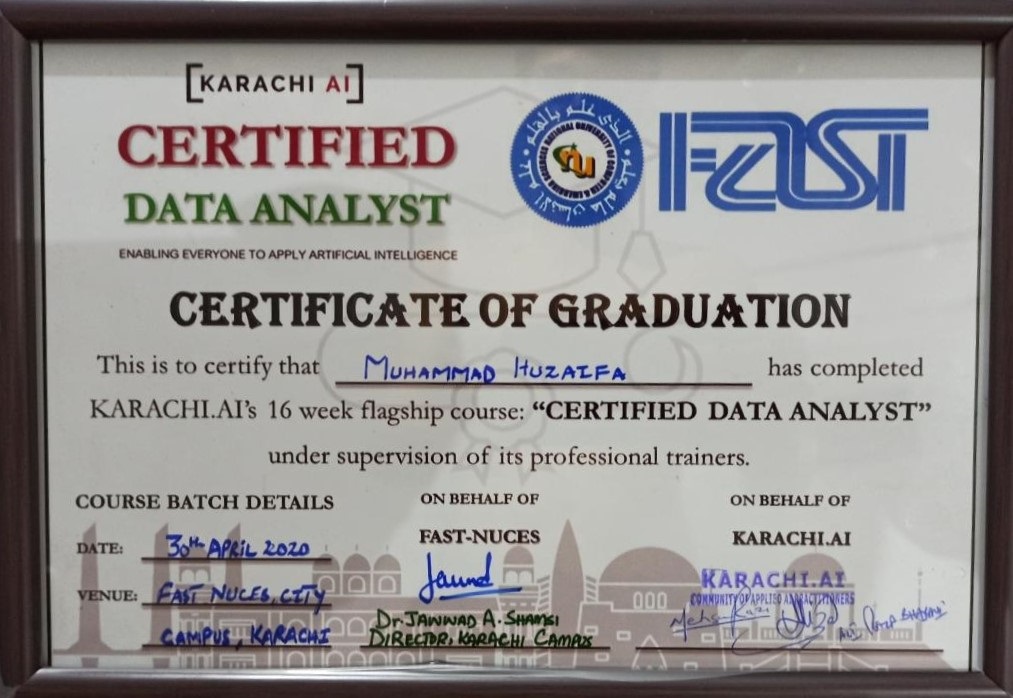 [KARACHI AI]
CERTIFIED
DATA ANALYST
ENABLING EVERYONE TO APPLY ARTIFICIAL INTELLIGENCE
FAST
CERTIFICATE OF GRADUATION
This is to certify that MUHAMMAD HUZAIFA has completed
KARACHI.AI's 16 week flagship course: “CERTIFIED DATA ANALYST”
under supervision of its professional trainers.
COURSE BATCH DETAILS
DATE: 30th APRIL 2020
VENUE: FAST NUCES, CITY
CAMPUS, KARACHI
ON BEHALF OF
FAST-NUCES
Dr. JAWWAD A. SHAMSI
DIRECTOR, KARACHI CAMPUS
ON BEHALF OF
KARACHI.AI
KARACHI.AI
COMMUNITY OF APPLIED AI PRACTITIONERS